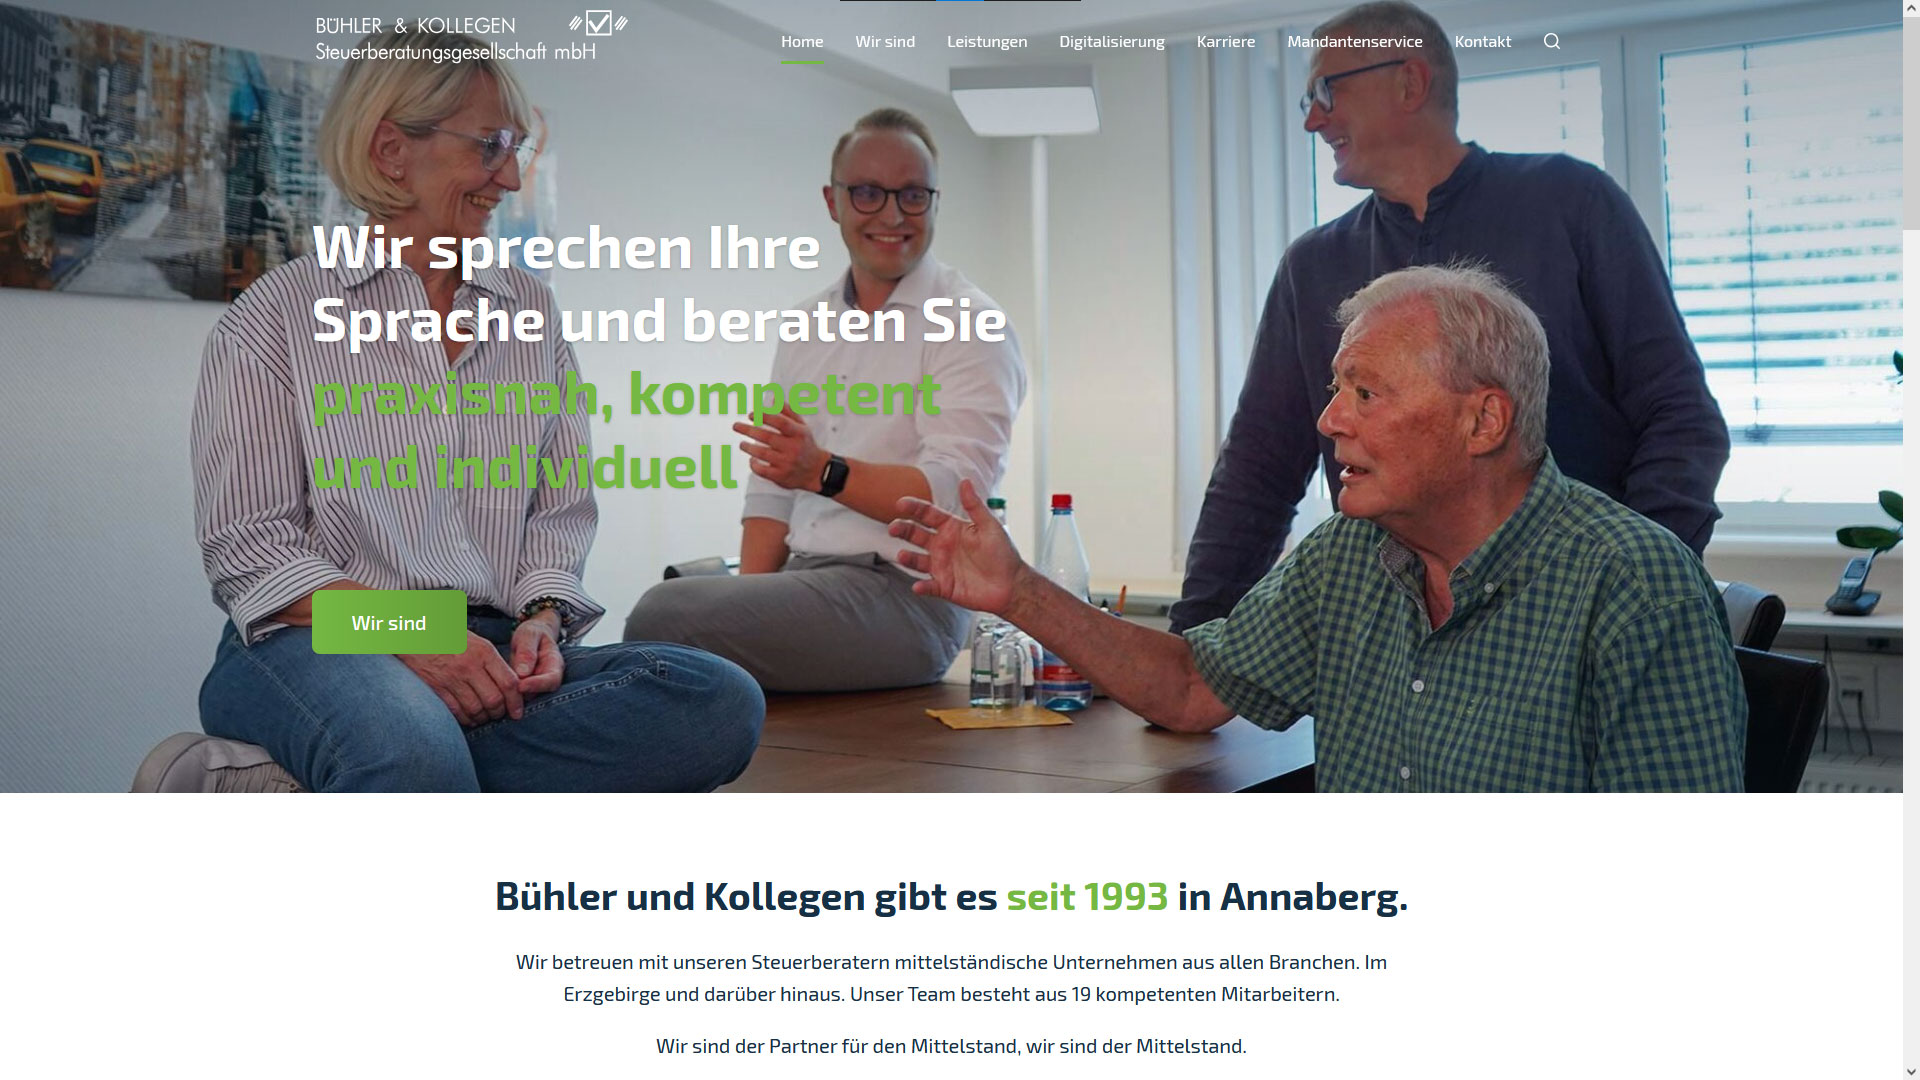 BÜHLER & KOLLEGEN
Steuerberatungsgesellschaft mbH
Home Wir sind Leistungen Digitalisierung Karriere Mandantenservice Kontakt
Wir sprechen Ihre
Sprache und beraten Sie
praxisnah, kompetent
und individuell
Wir sind
Bühler und Kollegen gibt es seit 1993 in Annaberg.
Wir betreuen mit unseren Steuerberatern mittelständische Unternehmen aus allen Branchen. Im
Erzgebirge und darüber hinaus. Unser Team besteht aus 19 kompetenten Mitarbeitern.
Wir sind der Partner für den Mittelstand, wir sind der Mittelstand.